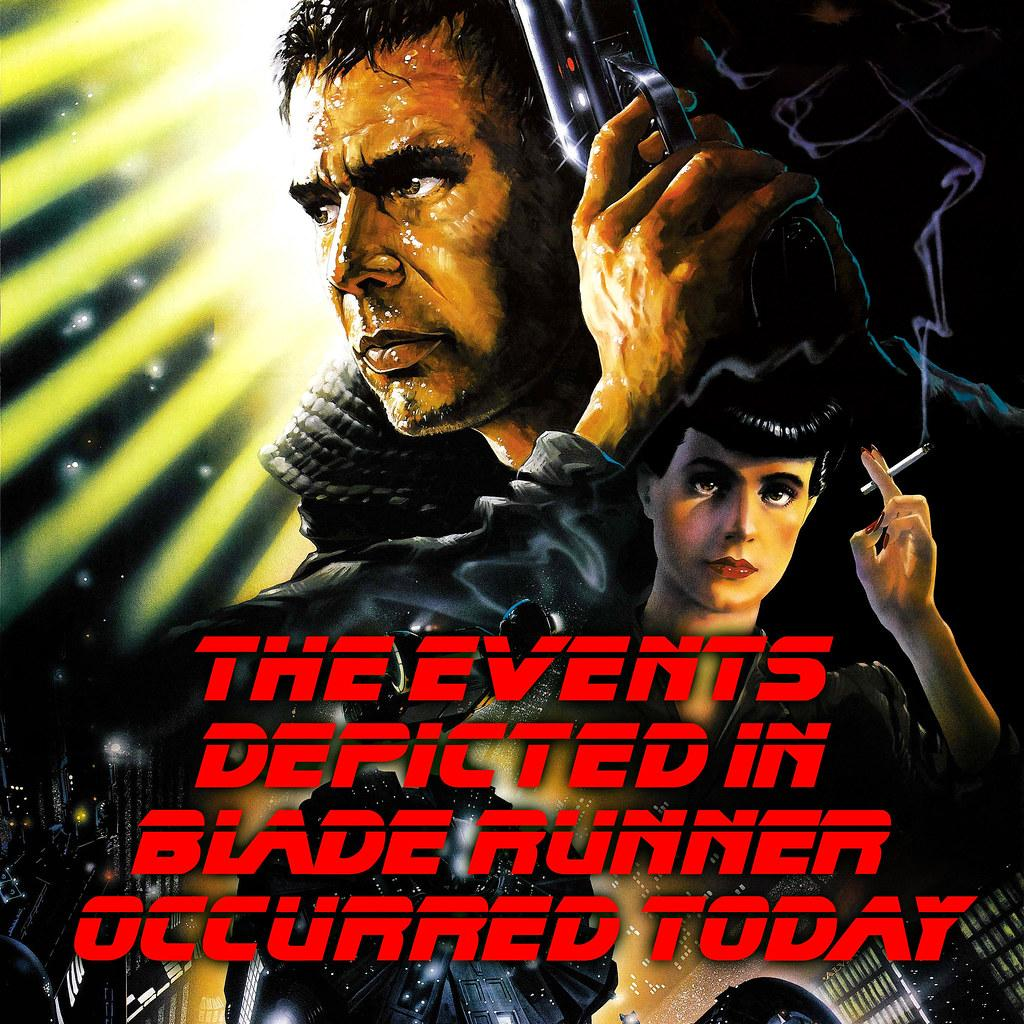 THE EVENTS
DEPICTED IN
BLADE RUNNER
OCCURRED TODAY